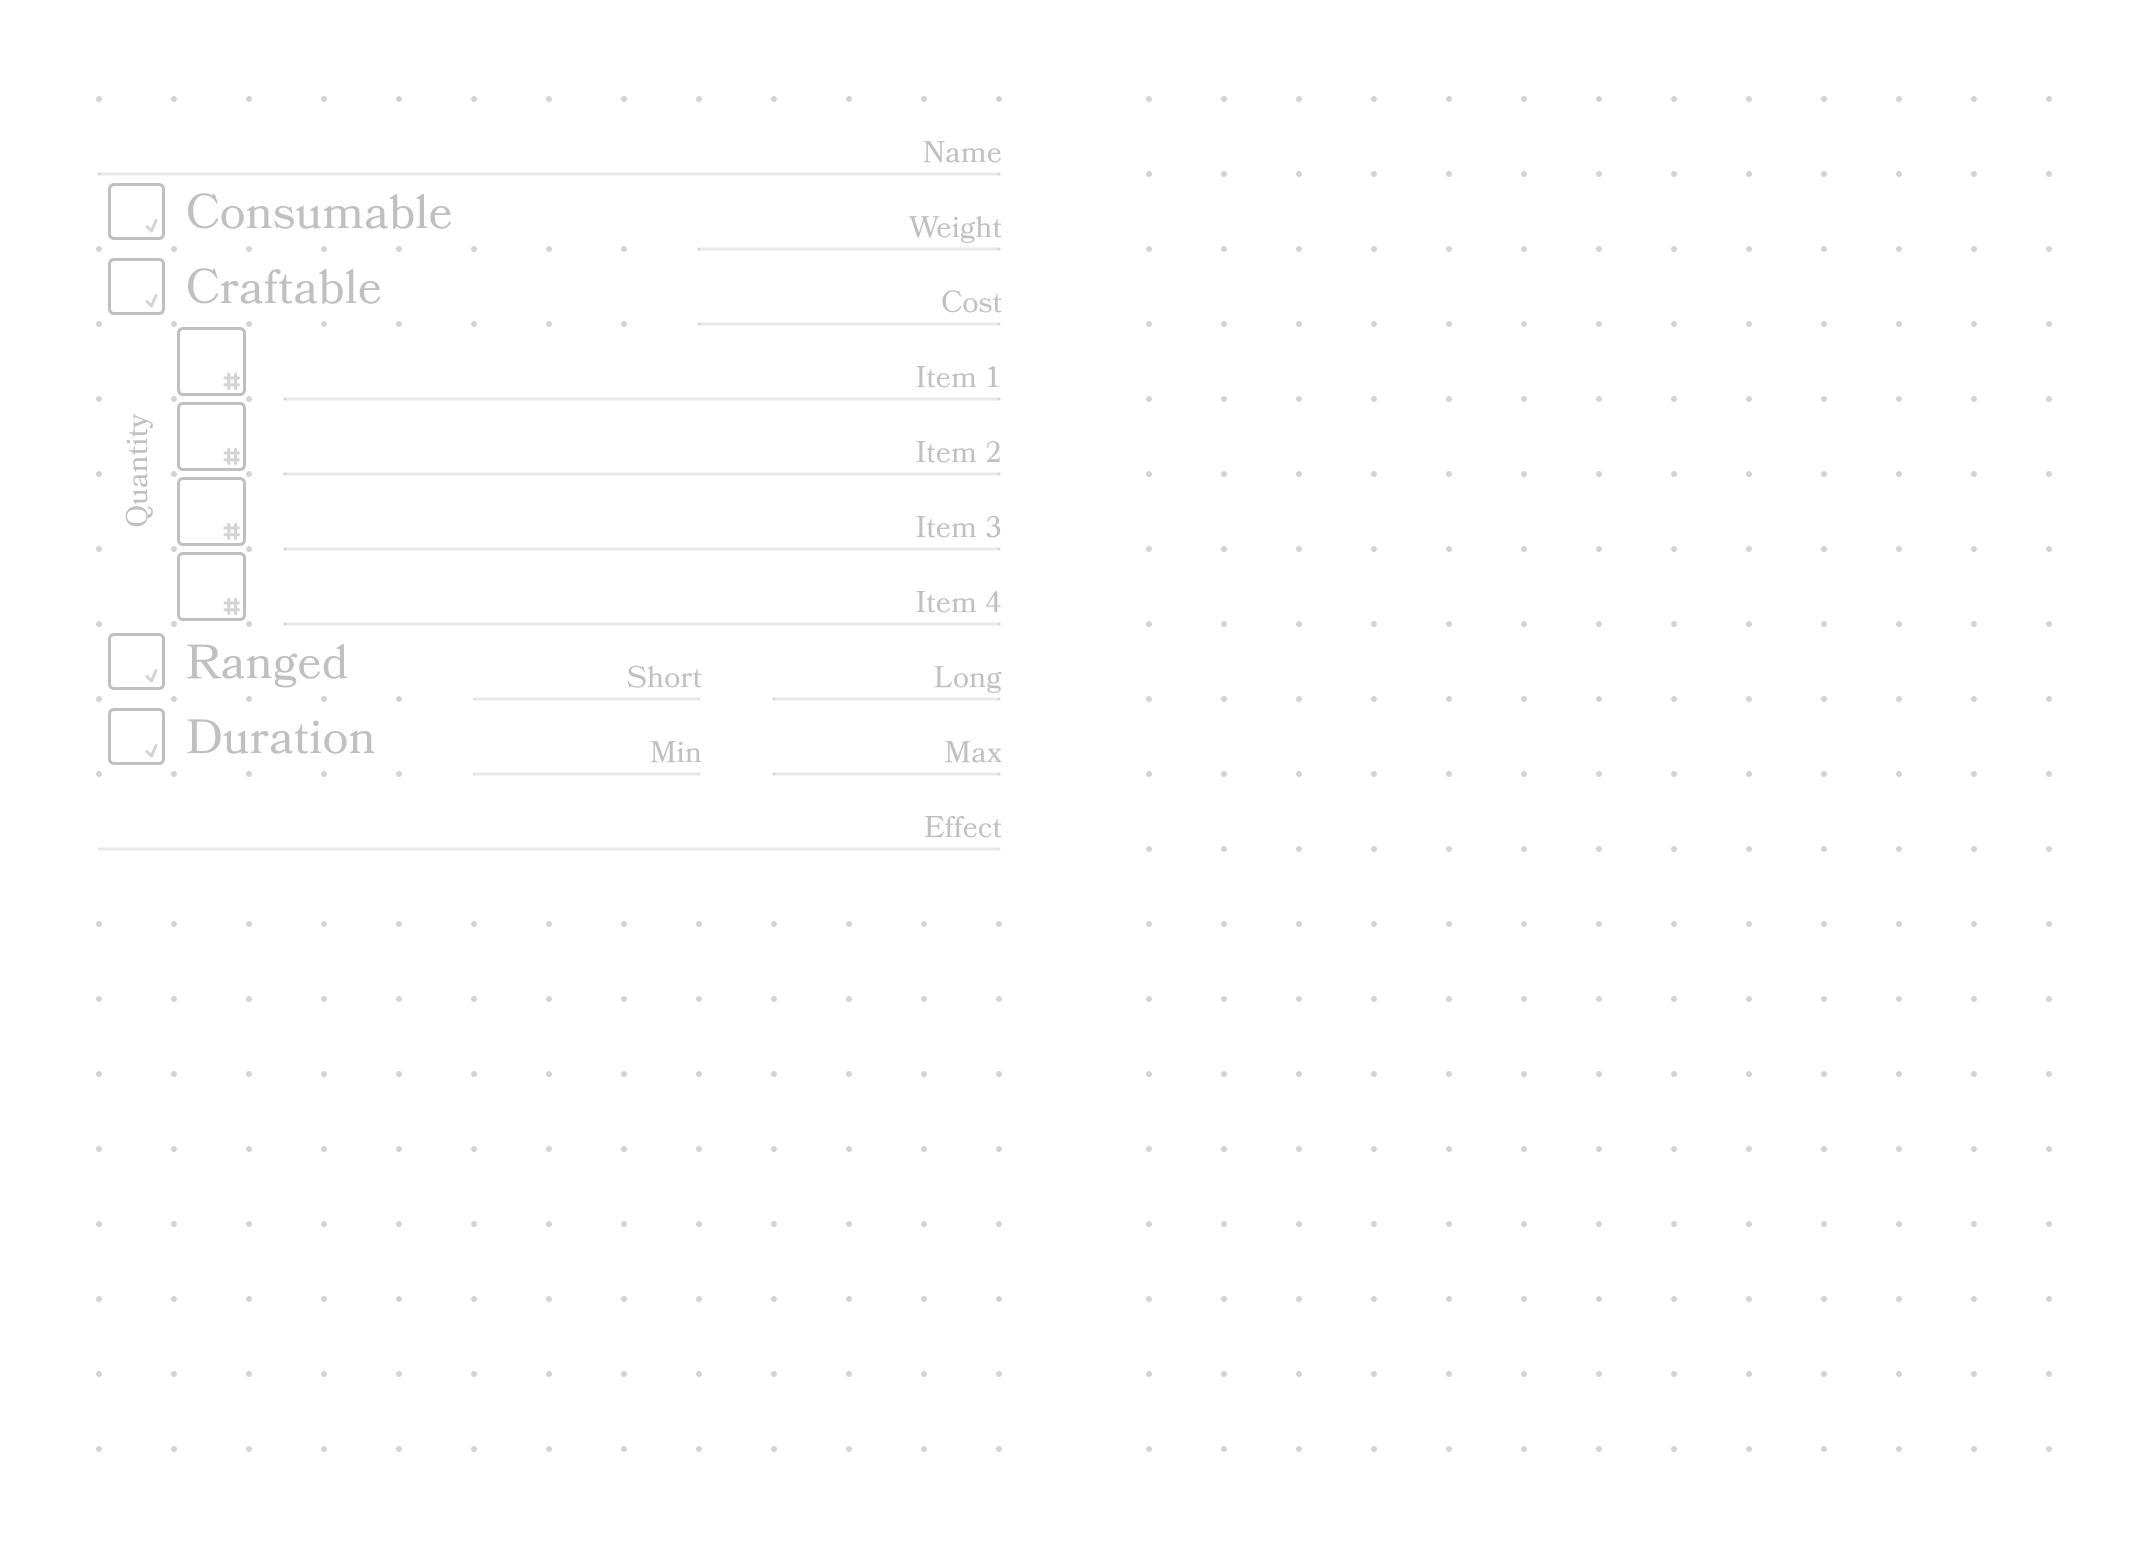 Name
Consumable Weight
Craftable Cost
# Item 1
# Item 2
Quantity
# Item 3
# Item 4
Ranged Short Long
Duration Min Max
Effect